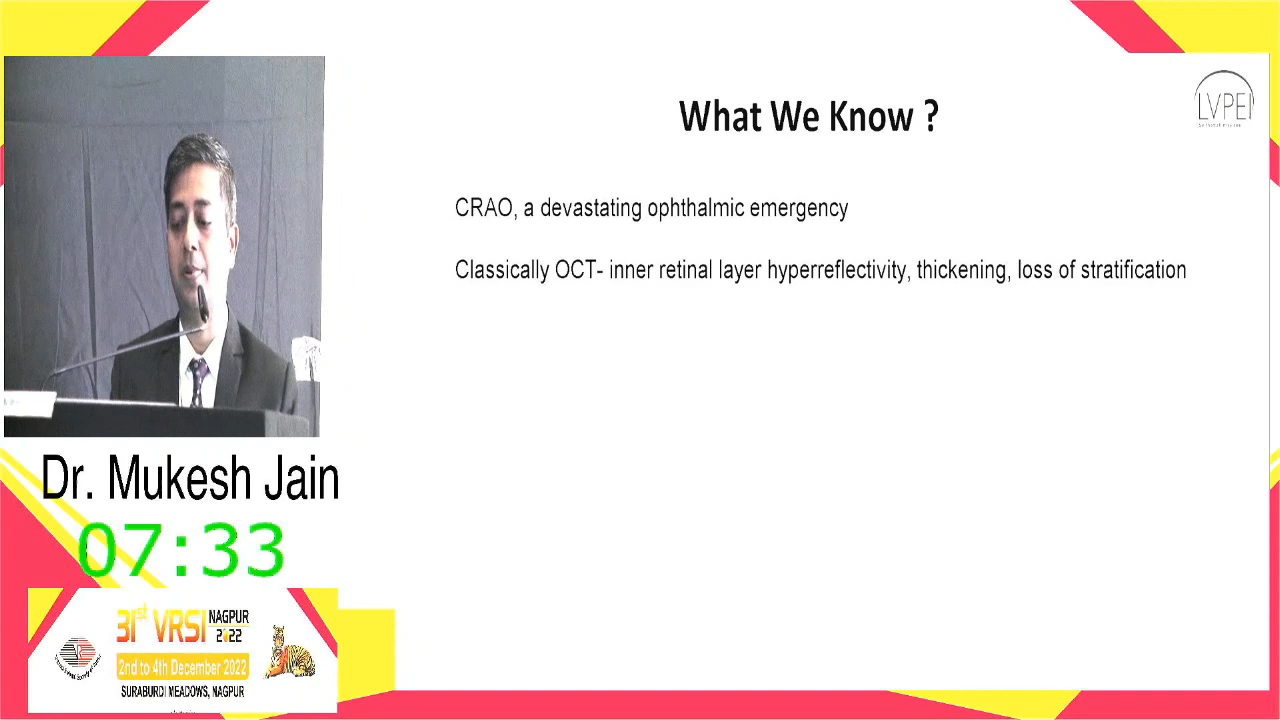 What We Know ?
LVPEI
CRAO, a devastating ophthalmic emergency
Classically OCT- inner retinal layer hyperreflectivity, thickening, loss of stratification
Dr. Mukesh Jain
07:33
31st VRSI NAGPUR
2022
2nd to 4th December 2022
SURABURDI MEADOWS, NAGPUR